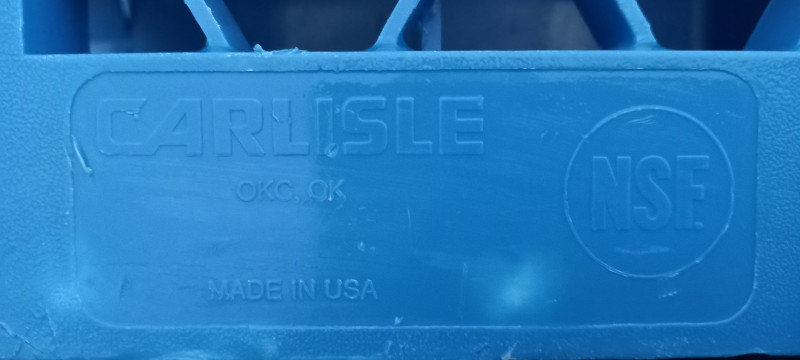 CARLISLE
OKC, OK
MADE IN USA
NSF.